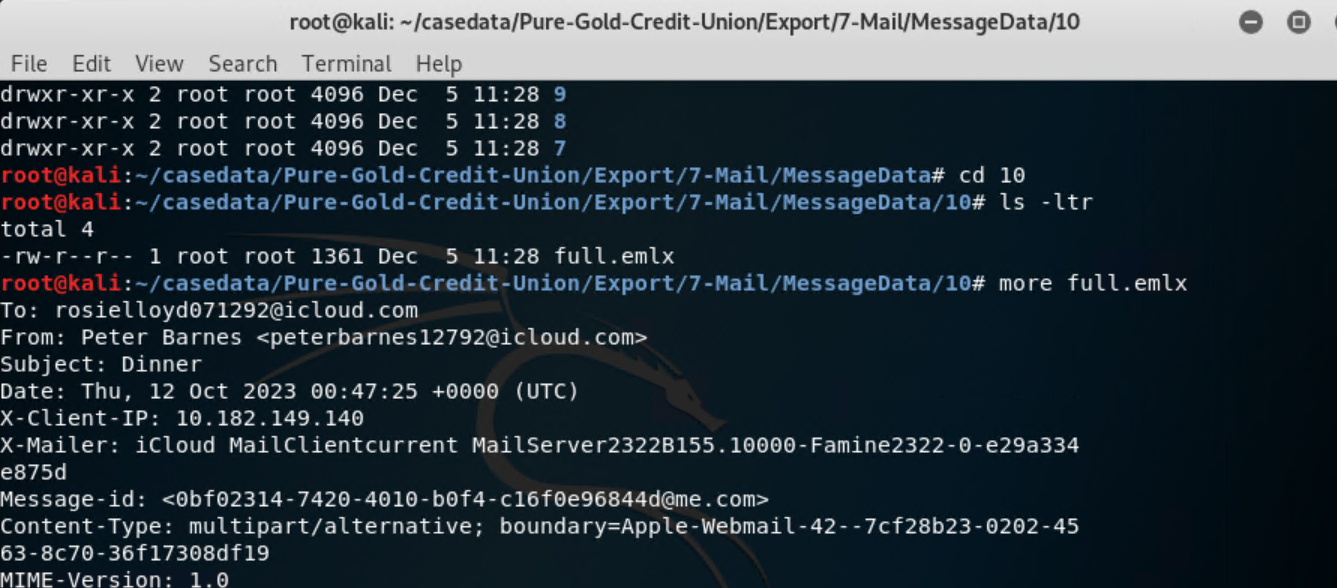 root@kali: ~/casedata/Pure-Gold-Credit-Union/Export/7-Mail/MessageData/10
File Edit View Search Terminal Help
drwxr-xr-x 2 root root 4096 Dec  5 11:28 9
drwxr-xr-x 2 root root 4096 Dec  5 11:28 8
drwxr-xr-x 2 root root 4096 Dec  5 11:28 7
root@kali:~/casedata/Pure-Gold-Credit-Union/Export/7-Mail/MessageData# cd 10
root@kali:~/casedata/Pure-Gold-Credit-Union/Export/7-Mail/MessageData/10# ls -ltr
total 4
-rw-r--r-- 1 root root 1361 Dec  5 11:28 full.emlx
root@kali:~/casedata/Pure-Gold-Credit-Union/Export/7-Mail/MessageData/10# more full.emlx
To: rosielloyd071292@icloud.com
From: Peter Barnes <peterbarnes12792@icloud.com>
Subject: Dinner
Date: Thu, 12 Oct 2023 00:47:25 +0000 (UTC)
X-Client-IP: 10.182.149.140
X-Mailer: iCloud MailClientcurrent MailServer2322B155.10000-Famine2322-0-e29a334
e875d
Message-id: <0bf02314-7420-4010-b0f4-c16f0e96844d@me.com>
Content-Type: multipart/alternative; boundary=Apple-Webmail-42--7cf28b23-0202-45
63-8c70-36f17308df19
MIME-Version: 1.0